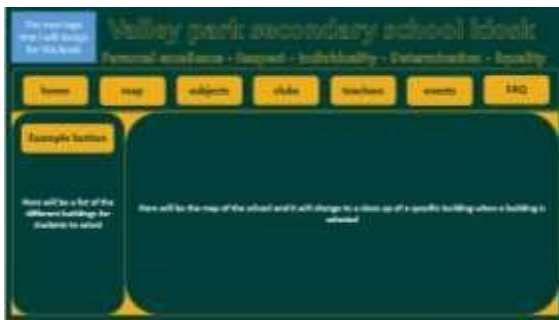 The new logo
that I will design
for the kiosk
Valley park secondary school kiosk
Personal excellence - Respect - Individuality - Determination - Equality
home
map
subjects
clubs
teachers
events
FAQ
Example button
Here will be a list of the
different buildings for
students to select
Here will be the map of the school and it will change to a close up of a specific building when a building is
selected